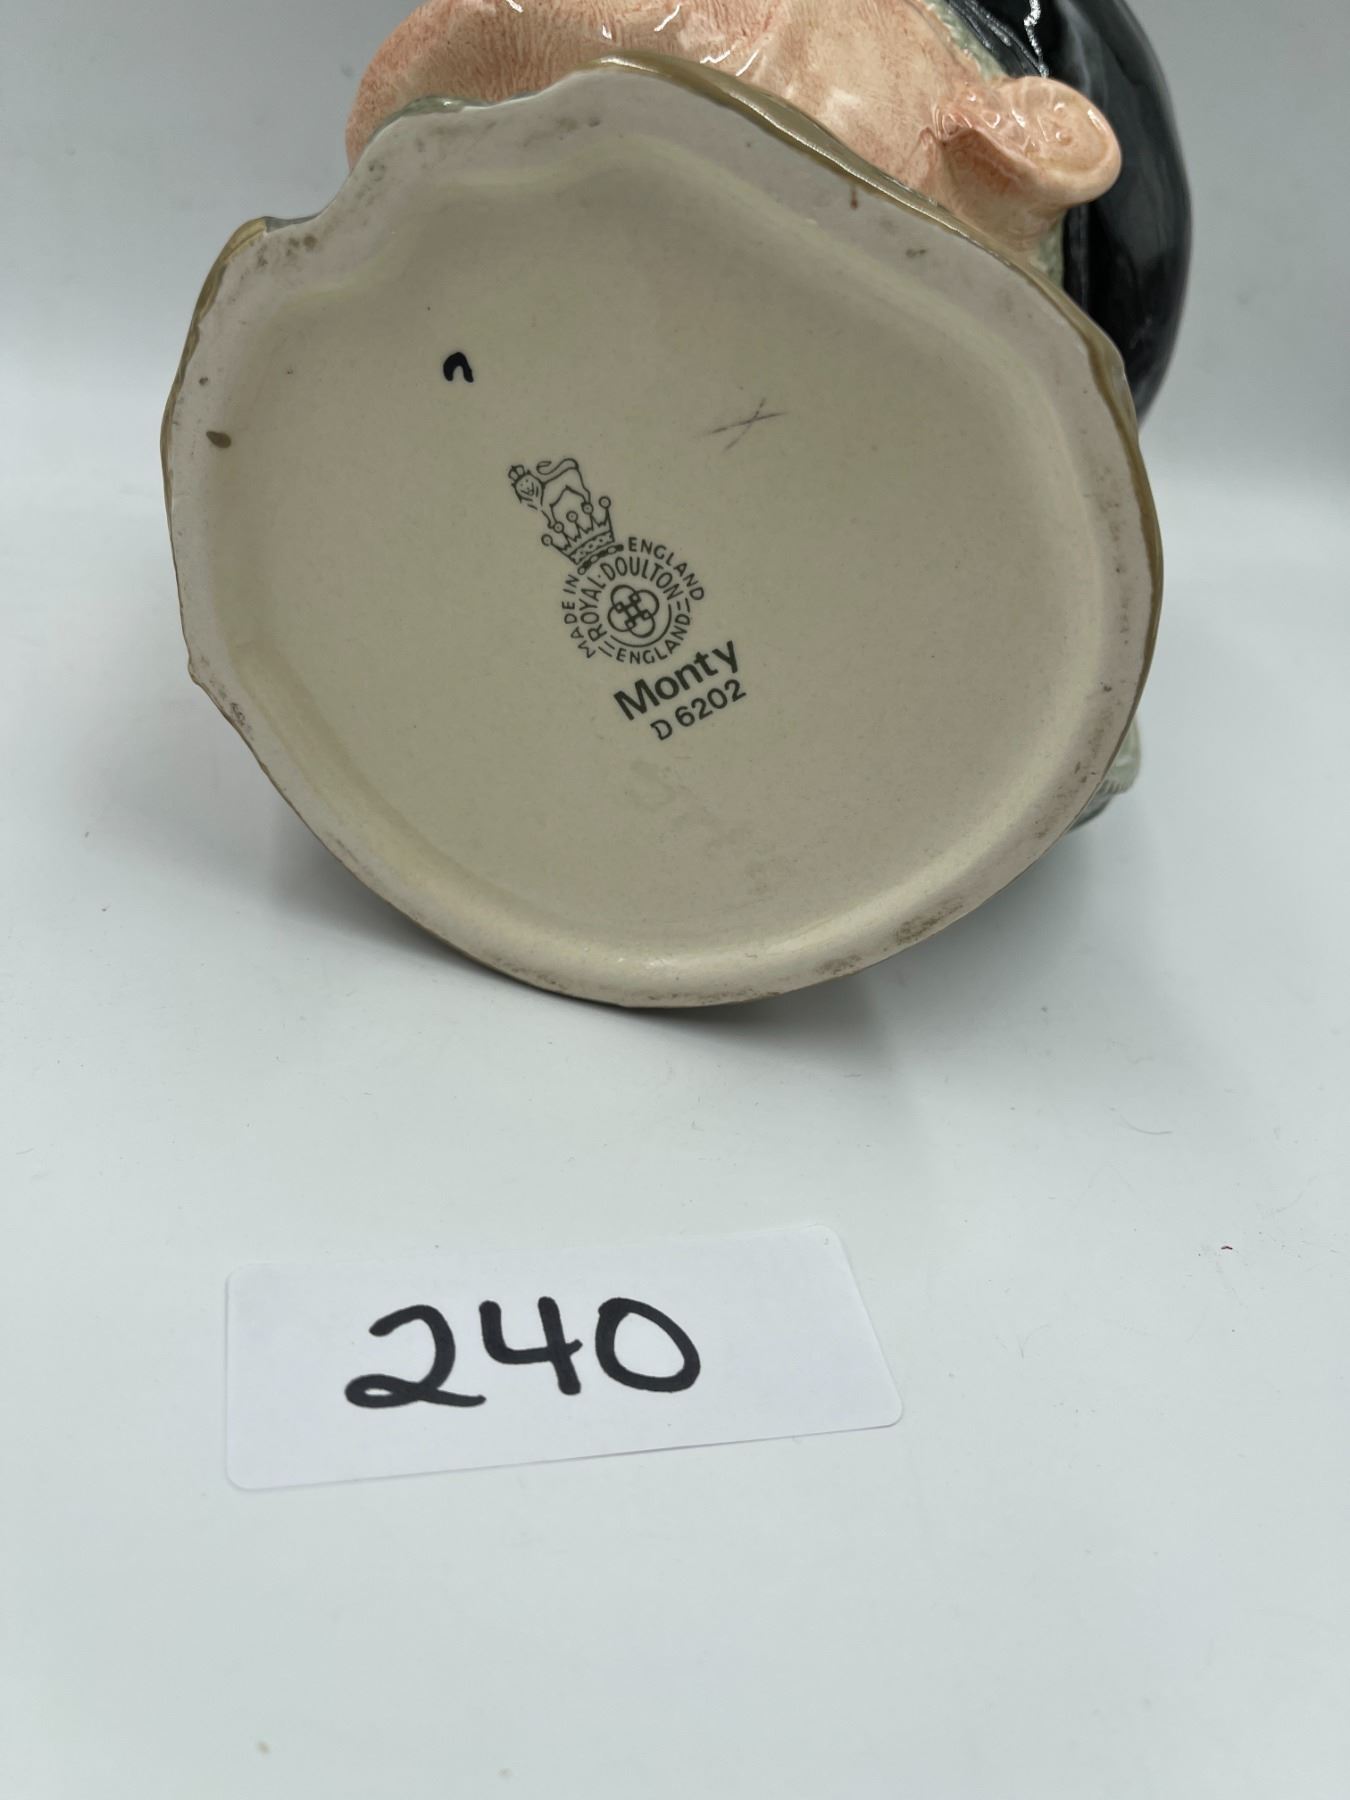 MADE IN ENGLAND
ROYAL·DOULTON
ENGLAND
Monty
D 6202
240